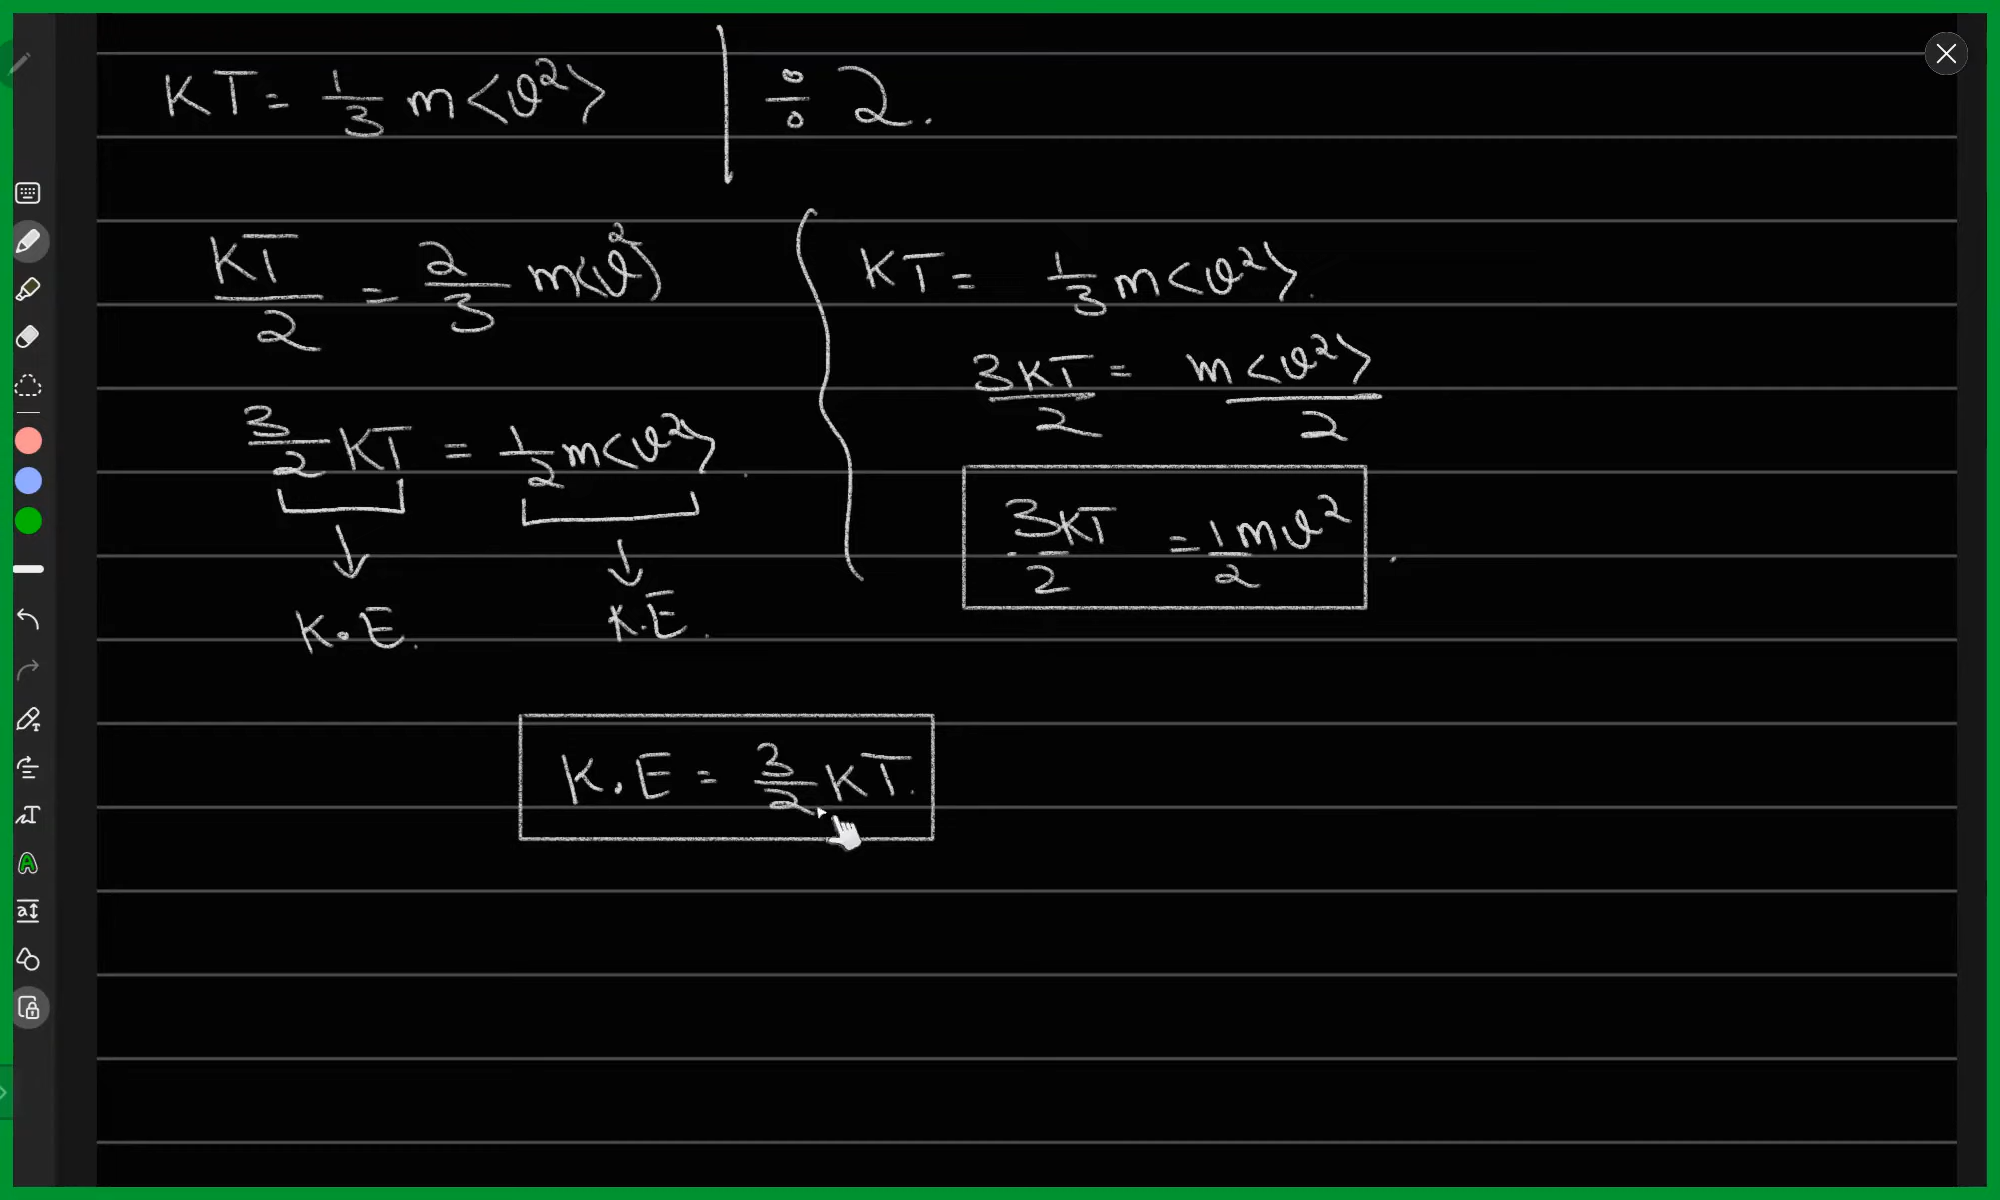 KT = 1/3 m<v²> | ÷ 2.
KT/2 = 2/3 m<v>²
3/2 KT = 1/2 m<v²>.
K.E. K.E.
KT = 1/3 m<v²>.
3KT/2 = m<v²>/2
3KT/2 = 1/2 mv².
K.E = 3/2 KT.